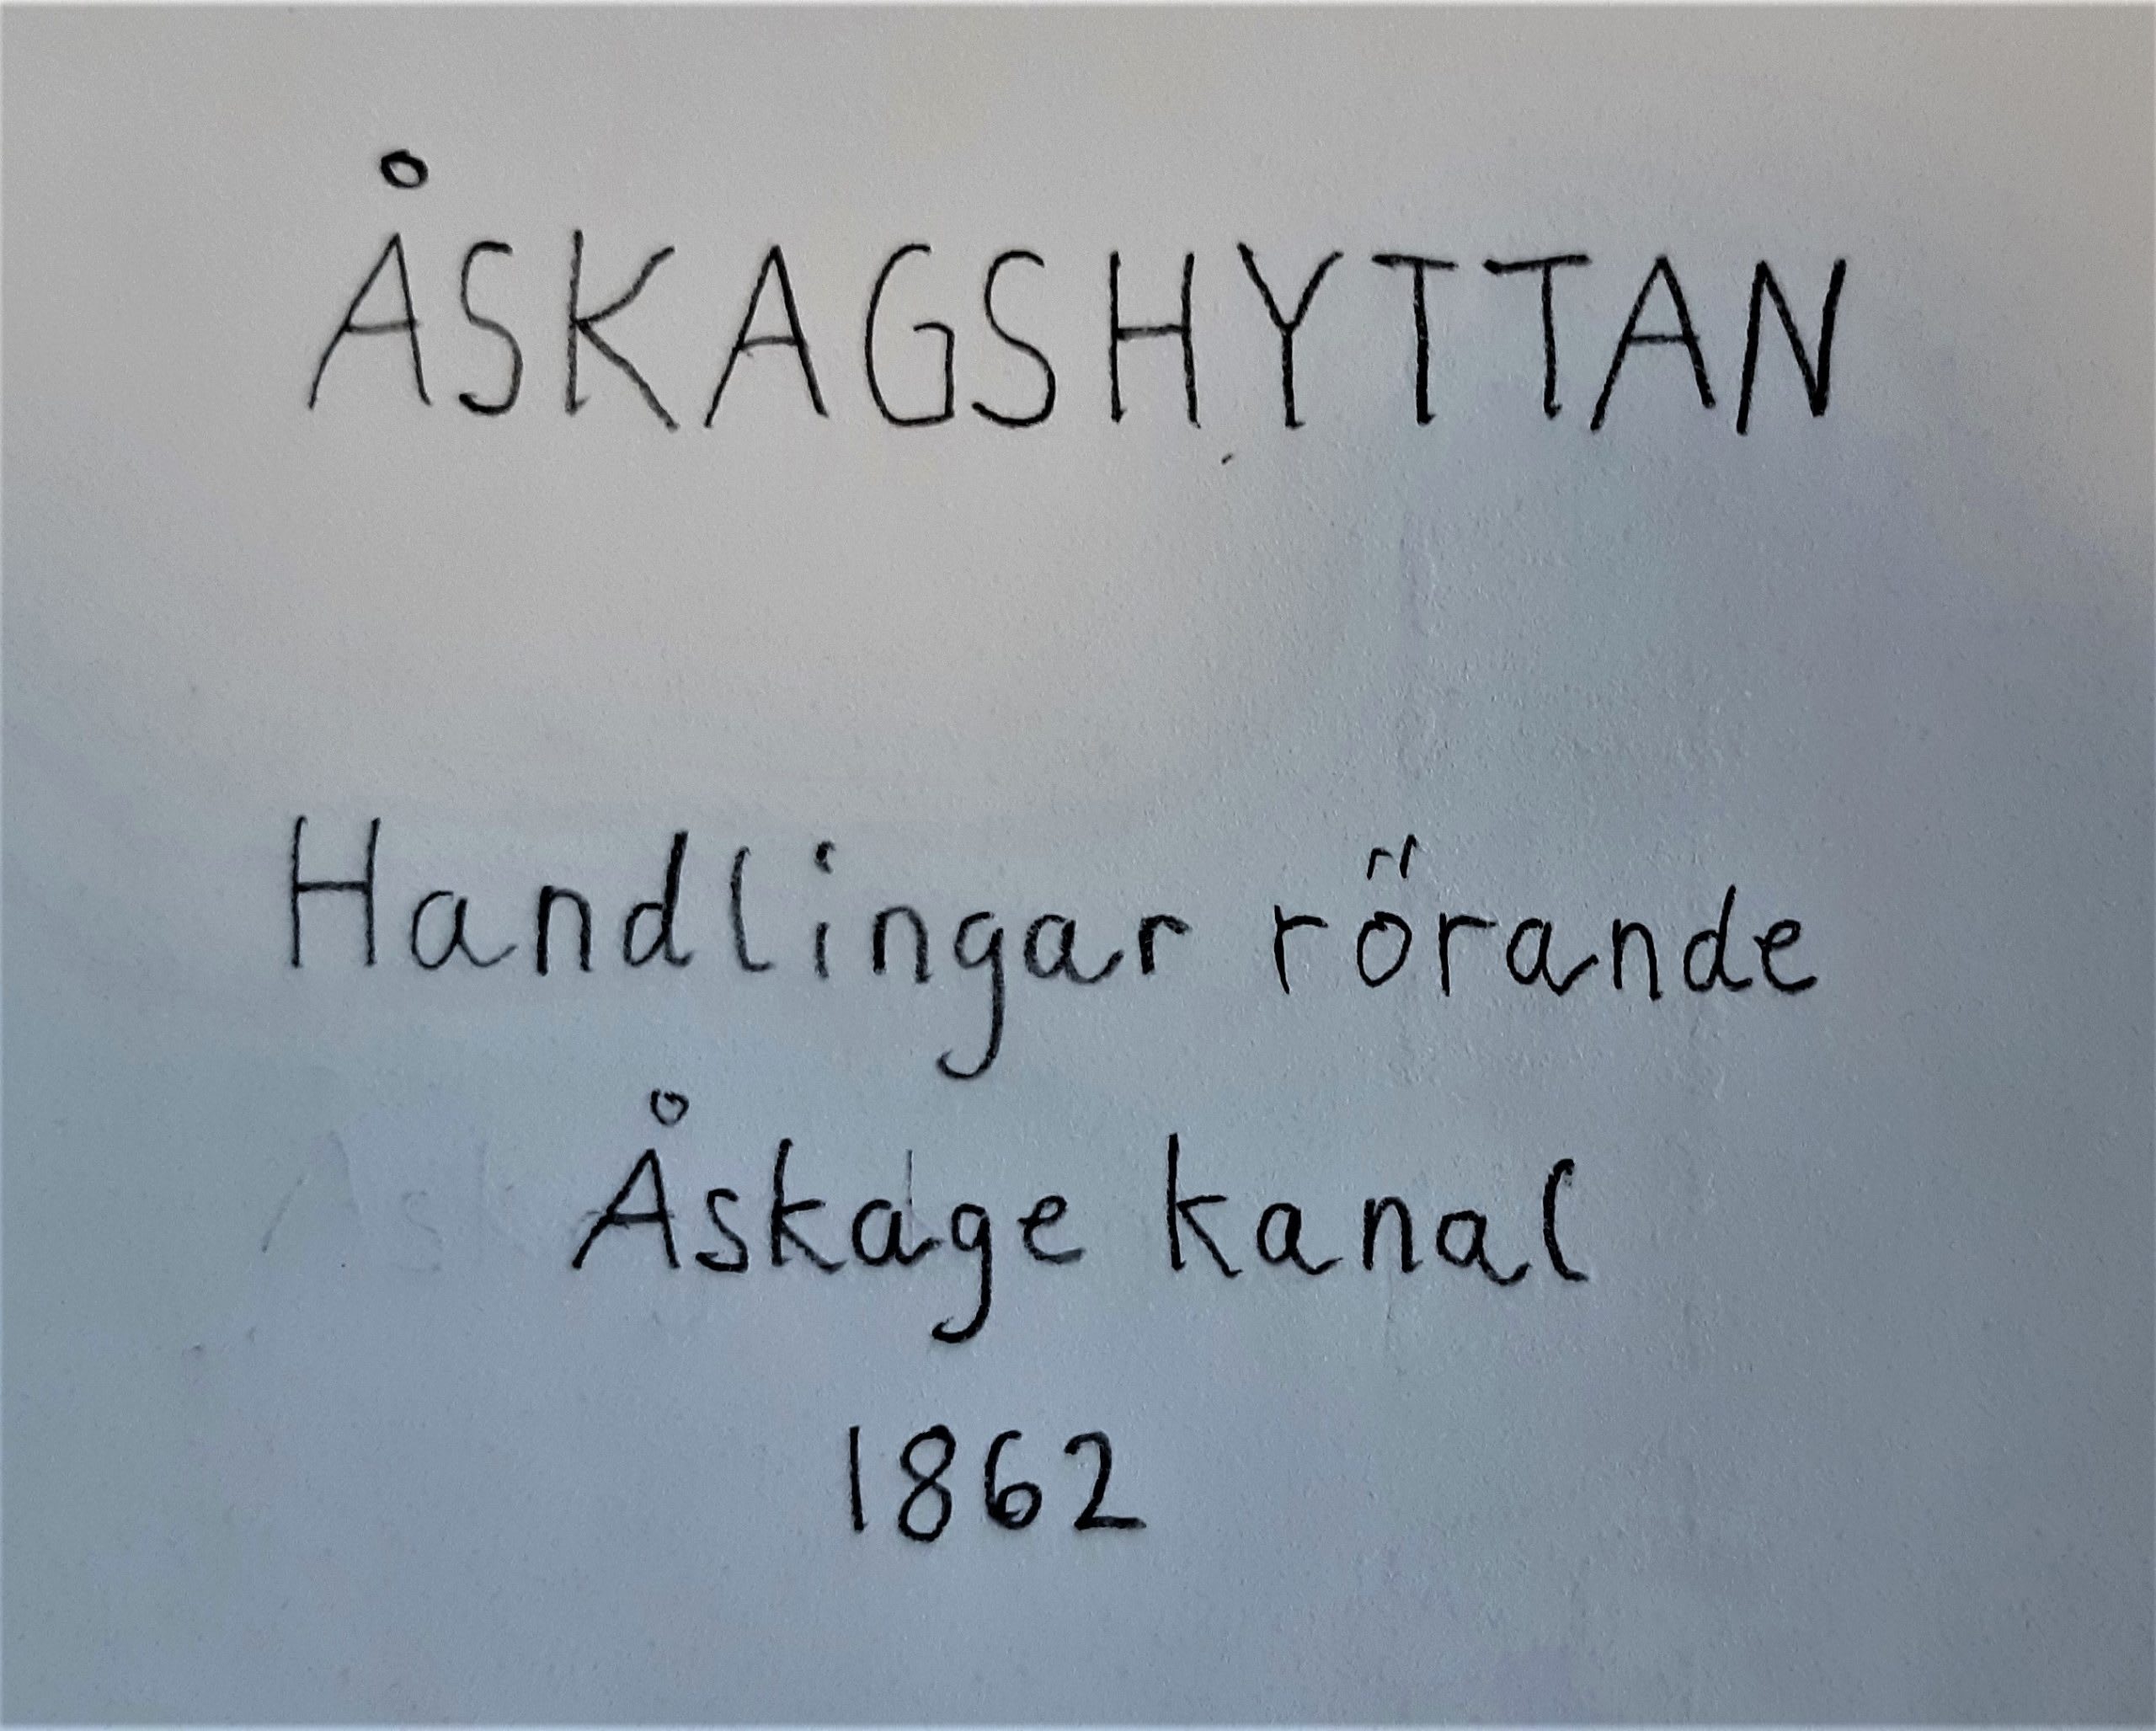 ÅSKAGSHYTTAN
Handlingar rörande
Åskage kanal
1862